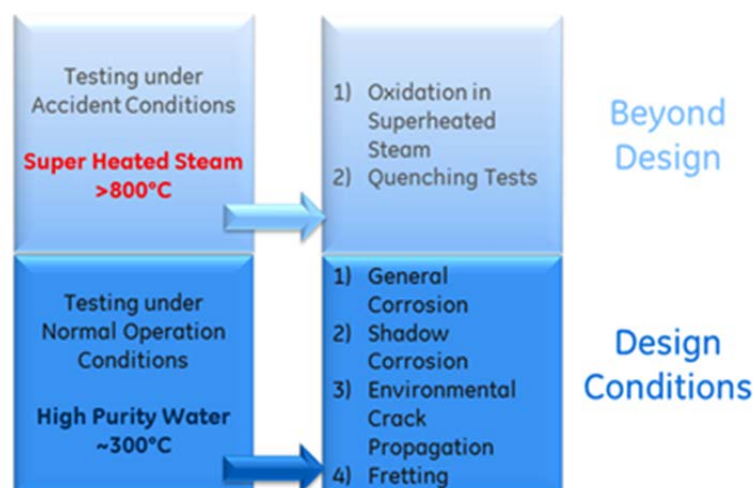 Testing under
Accident Conditions
Super Heated Steam
>800°C
1) Oxidation in
Superheated
Steam
2) Quenching Tests
Beyond
Design
Testing under
Normal Operation
Conditions
High Purity Water
~300°C
1) General
Corrosion
2) Shadow
Corrosion
3) Environmental
Crack
Propagation
4) Fretting
Design
Conditions